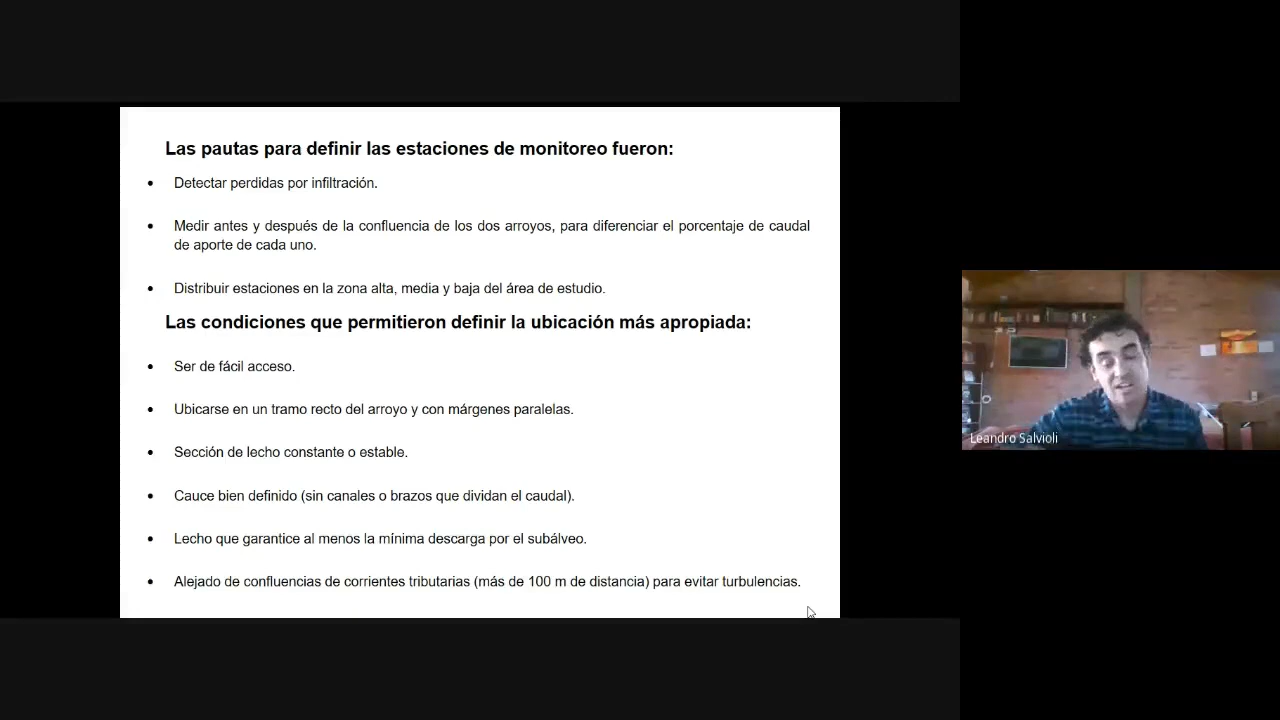 Las pautas para definir las estaciones de monitoreo fueron:
• Detectar perdidas por infiltración.
• Medir antes y después de la confluencia de los dos arroyos, para diferenciar el porcentaje de caudal
de aporte de cada uno.
• Distribuir estaciones en la zona alta, media y baja del área de estudio.
Las condiciones que permitieron definir la ubicación más apropiada:
• Ser de fácil acceso.
• Ubicarse en un tramo recto del arroyo y con márgenes paralelas.
• Sección de lecho constante o estable.
• Cauce bien definido (sin canales o brazos que dividan el caudal).
• Lecho que garantice al menos la mínima descarga por el subálveo.
• Alejado de confluencias de corrientes tributarias (más de 100 m de distancia) para evitar turbulencias.
Leandro Salvioli